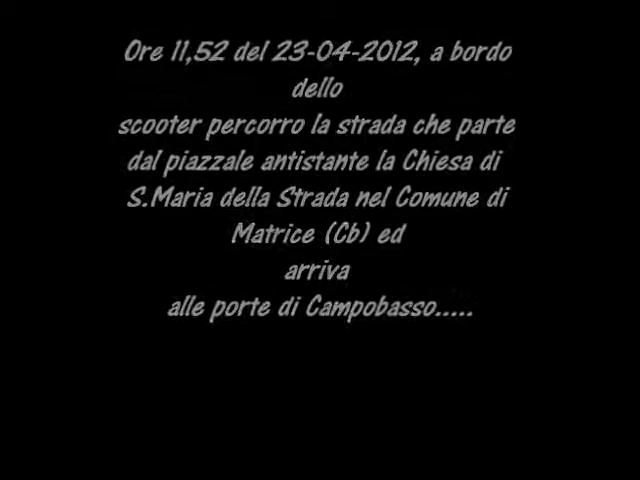 Ore 11,52 del 23-04-2012, a bordo
dello
scooter percorro la strada che parte
dal piazzale antistante la Chiesa di
S.Maria della Strada nel Comune di
Matrice (Cb) ed
arriva
alle porte di Campobasso.....